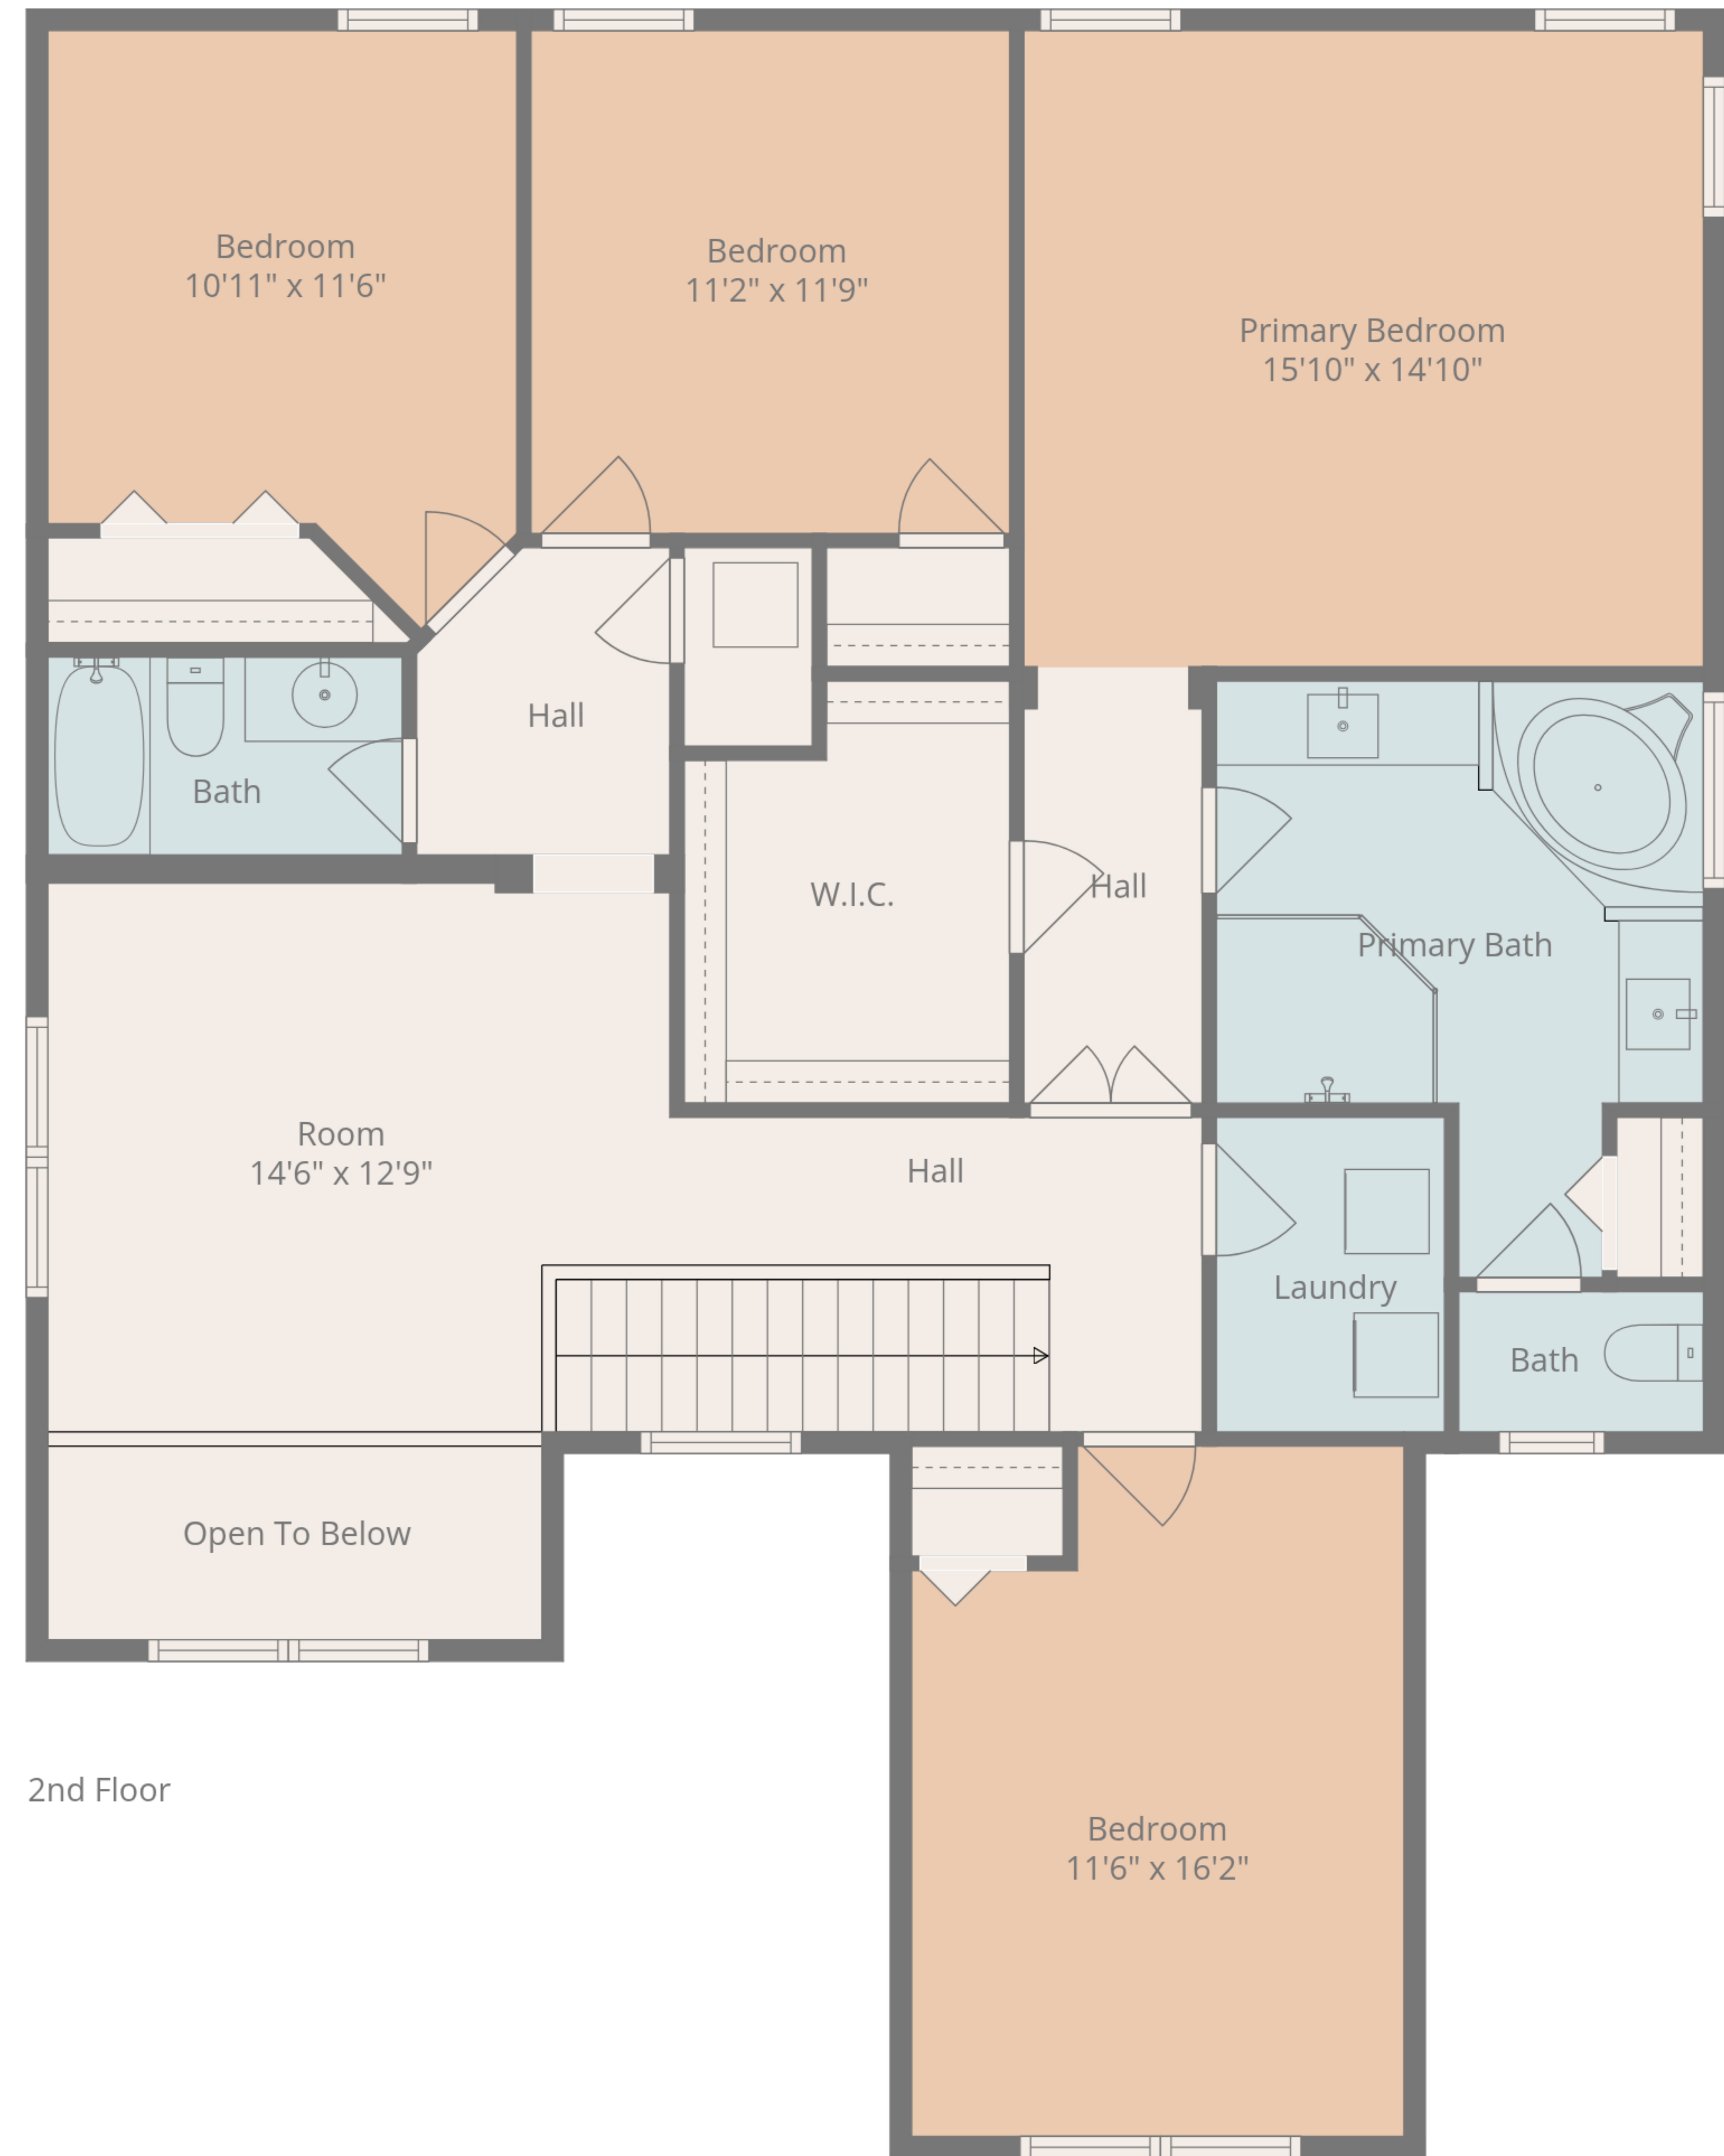 Bedroom
10'11" x 11'6"
Bedroom
11'2" x 11'9"
Primary Bedroom
15'10" x 14'10"
Hall
Bath
W.I.C.
Hall
Primary Bath
Room
14'6" x 12'9"
Hall
Laundry
Bath
Open To Below
2nd Floor
Bedroom
11'6" x 16'2"